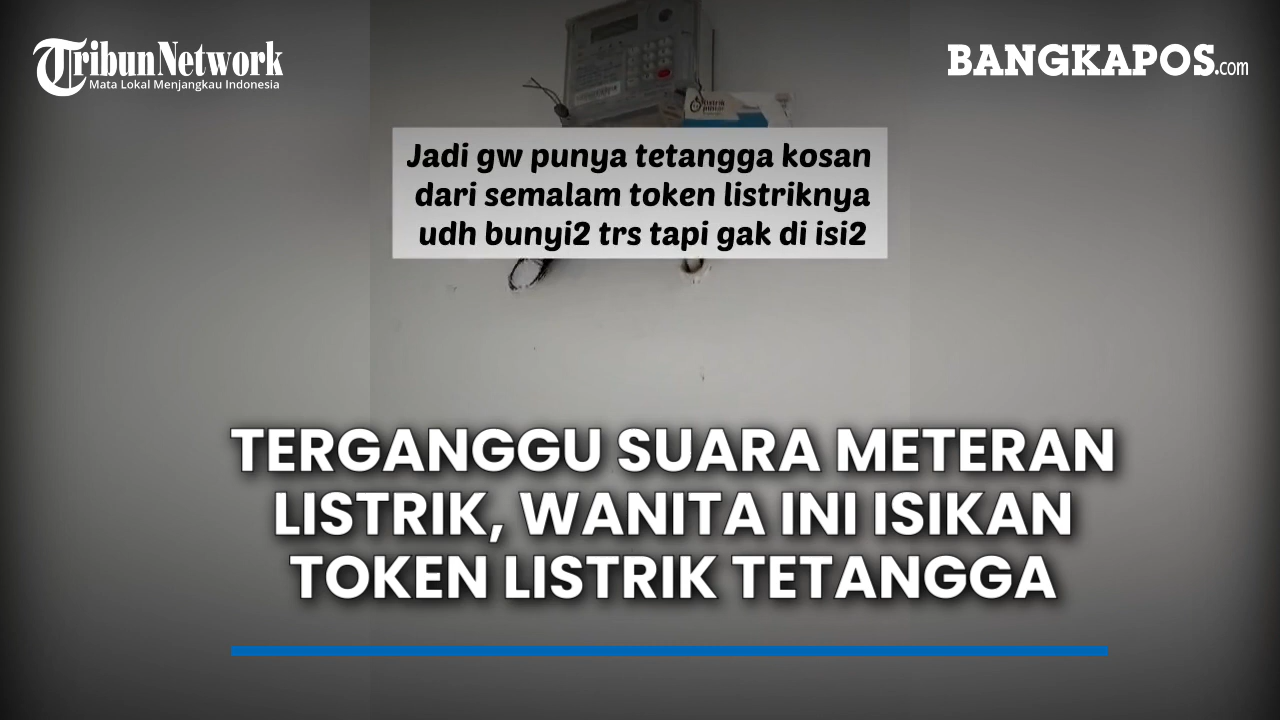 TribunNetwork
Mata Lokal Menjangkau Indonesia
BANGKAPOS.com
Jadi gw punya tetangga kosan
dari semalam token listriknya
udh bunyi2 trs tapi gak di isi2
TERGANGGU SUARA METERAN
LISTRIK, WANITA INI ISIKAN
TOKEN LISTRIK TETANGGA